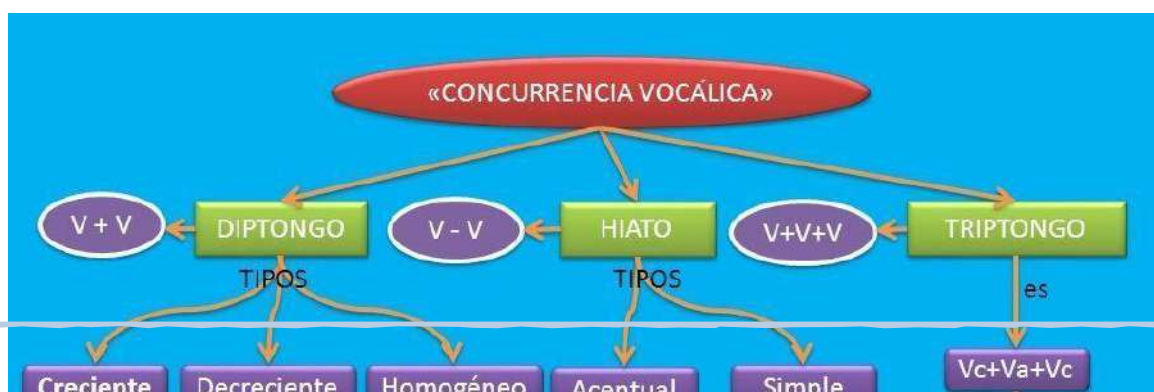 «CONCURRENCIA VOCÁLICA»
V + V
DIPTONGO
V - V
HIATO
V+V+V
TRIPTONGO
TIPOS
TIPOS
es
Creciente
Decreciente
Homogéneo
Acentual
Simple
Vc+Va+Vc